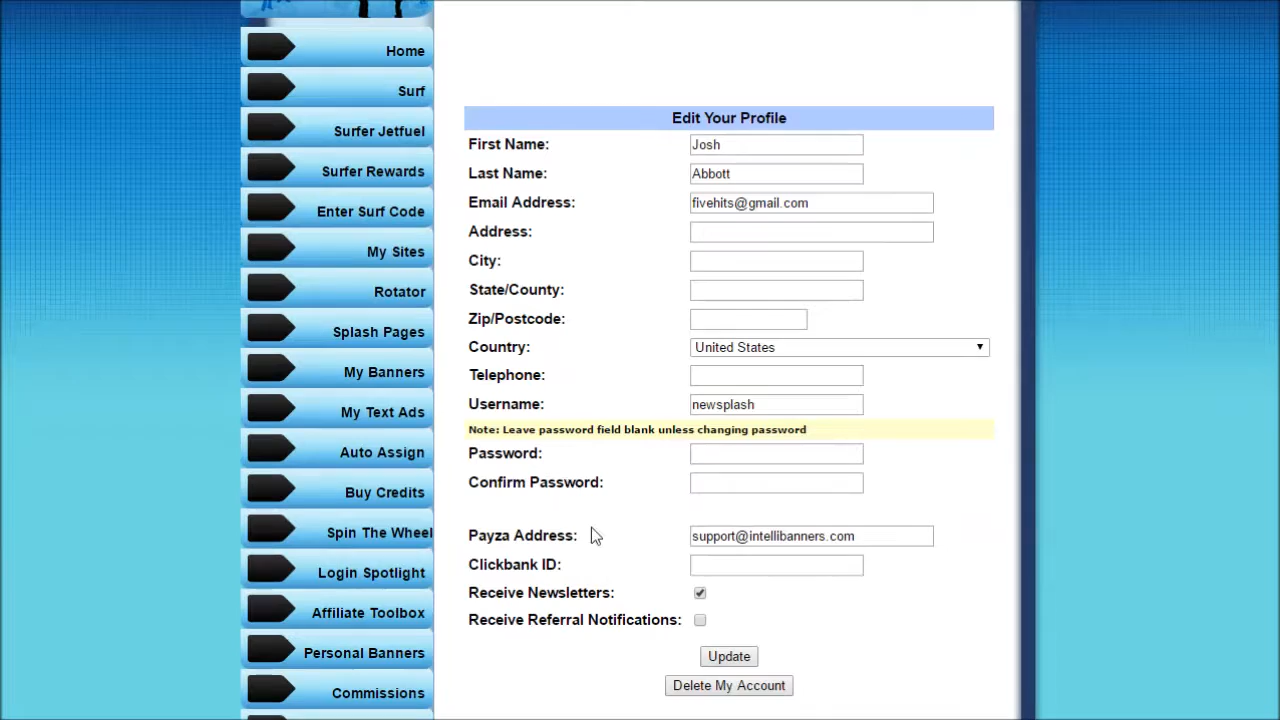 Home
Surf
Surfer Jetfuel
Surfer Rewards
Enter Surf Code
My Sites
Rotator
Splash Pages
My Banners
My Text Ads
Auto Assign
Buy Credits
Spin The Wheel
Login Spotlight
Affiliate Toolbox
Personal Banners
Commissions
Edit Your Profile
First Name: Josh
Last Name: Abbott
Email Address: fivehits@gmail.com
Address:
City:
State/County:
Zip/Postcode:
Country: United States
Telephone:
Username: newsplash
Note: Leave password field blank unless changing password
Password:
Confirm Password:
Payza Address: support@intellibanners.com
Clickbank ID:
Receive Newsletters:
Receive Referral Notifications:
Update
Delete My Account